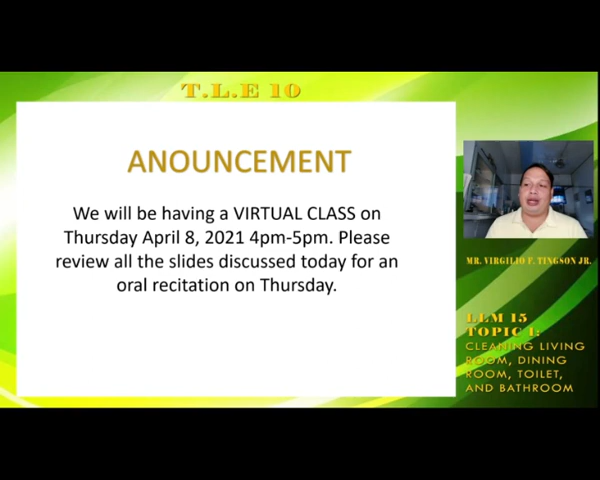 T.L.E 10
ANOUNCEMENT
We will be having a VIRTUAL CLASS on
Thursday April 8, 2021 4pm-5pm. Please
review all the slides discussed today for an
oral recitation on Thursday.
MR. VIRGILIO F. TINGSON JR.
LLM 15
TOPIC 1:
CLEANING LIVING
ROOM, DINING
ROOM, TOILET,
AND BATHROOM